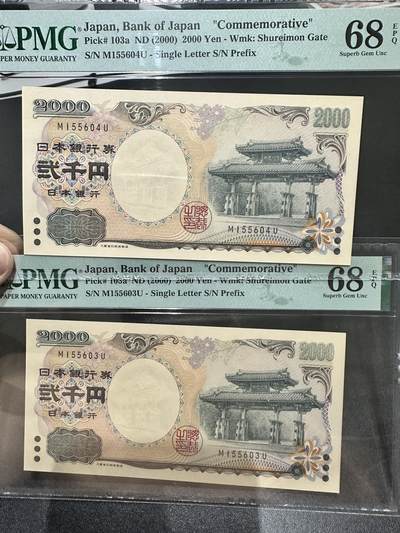 PMG
PAPER MONEY GUARANTY
Japan, Bank of Japan "Commemorative"
Pick# 103a ND (2000) 2000 Yen - Wmk: Shureimon Gate
S/N M155604U - Single Letter S/N Prefix
68 EPQ
Superb Gem Unc
2000
2000
M155604U
日本銀行券
弐千円
日本銀行
M155604U
PMG
PAPER MONEY GUARANTY
Japan, Bank of Japan "Commemorative"
Pick# 103a ND (2000) 2000 Yen - Wmk: Shureimon Gate
S/N M155603U - Single Letter S/N Prefix
68 EPQ
Superb Gem Unc
2000
2000
M155603U
日本銀行券
弐千円
日本銀行
M155603U